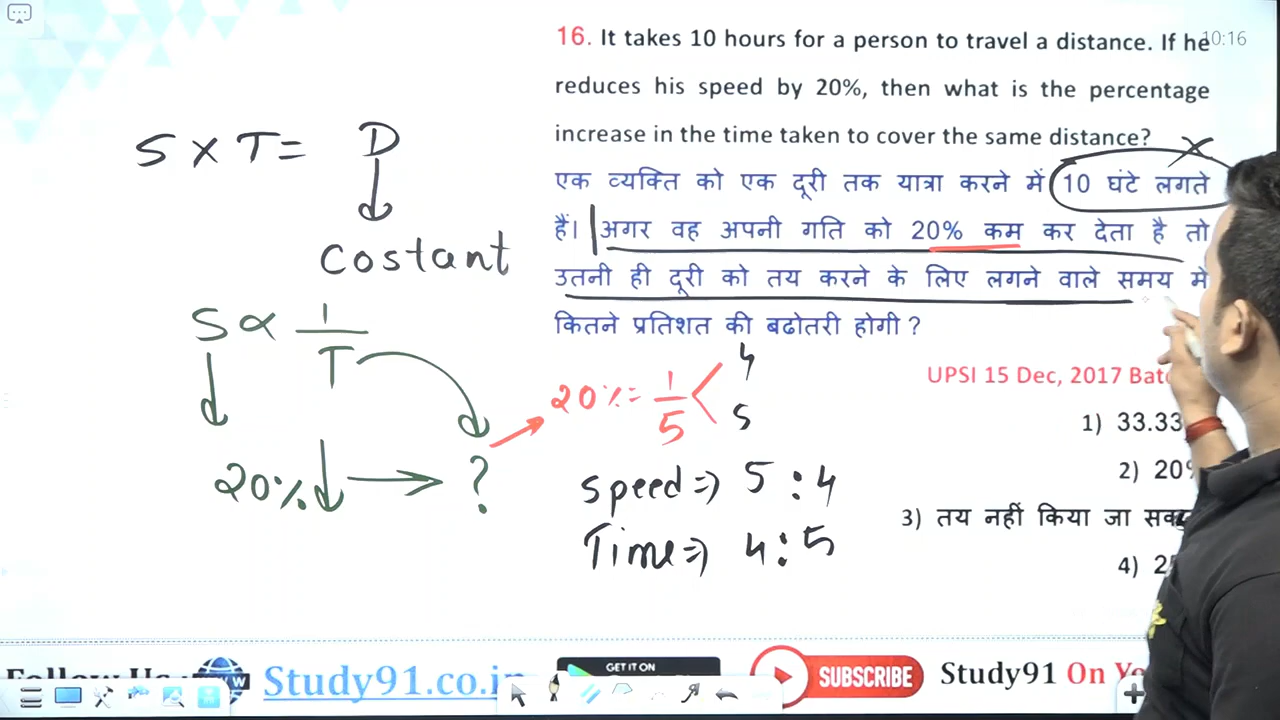 16. It takes 10 hours for a person to travel a distance. If he
10:16
reduces his speed by 20%, then what is the percentage
increase in the time taken to cover the same distance?
एक व्यक्ति को एक दूरी तक यात्रा करने में 10 घंटे लगते
हैं। अगर वह अपनी गति को 20% कम कर देता है तो
उतनी ही दूरी को तय करने के लिए लगने वाले समय में
कितने प्रतिशत की बढोतरी होगी ?
S × T = D
costant
S ∝ 1/T
20% ↓ → ?
20% = 1/5 < 4
5
speed ⇒ 5 : 4
Time ⇒ 4 : 5
UPSI 15 Dec, 2017
1) 33.33
2) 20%
3) तय नहीं किया जा
4)
Follow Us
Study91.co.in
GET IT ON
SUBSCRIBE
Study91 On